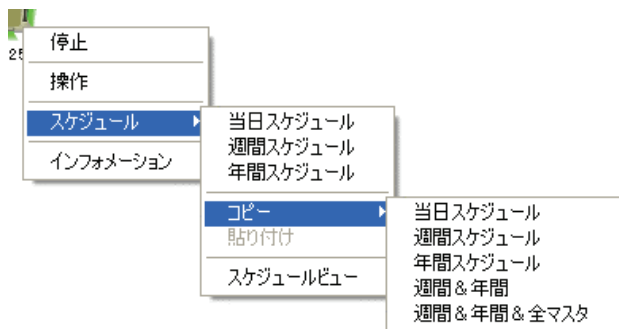 25
停止
操作
スケジュール
インフォメーション
当日スケジュール
週間スケジュール
年間スケジュール
コピー
貼り付け
スケジュールビュー
当日スケジュール
週間スケジュール
年間スケジュール
週間＆年間
週間＆年間＆全マスタ